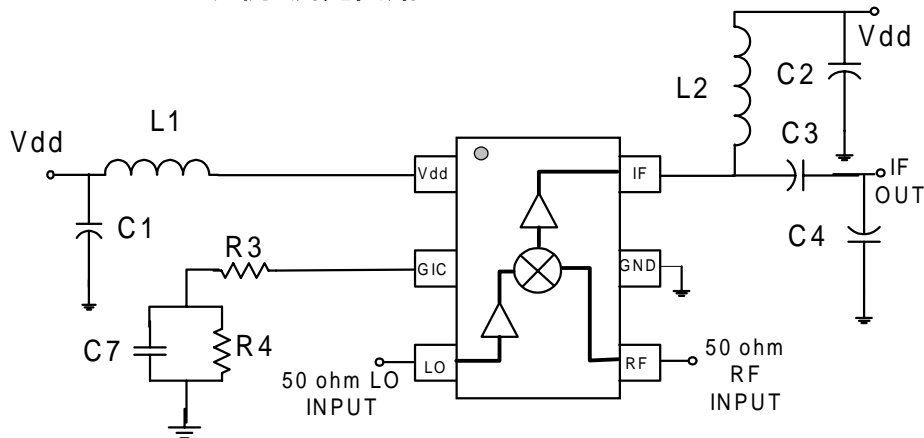 Vdd
L2
C2
C3
Vdd
L1
Vdd
IF
IF
OUT
C1
R3
C4
GIC
GND
C7
R4
LO
RF
50 ohm LO
INPUT
50 ohm
RF
INPUT